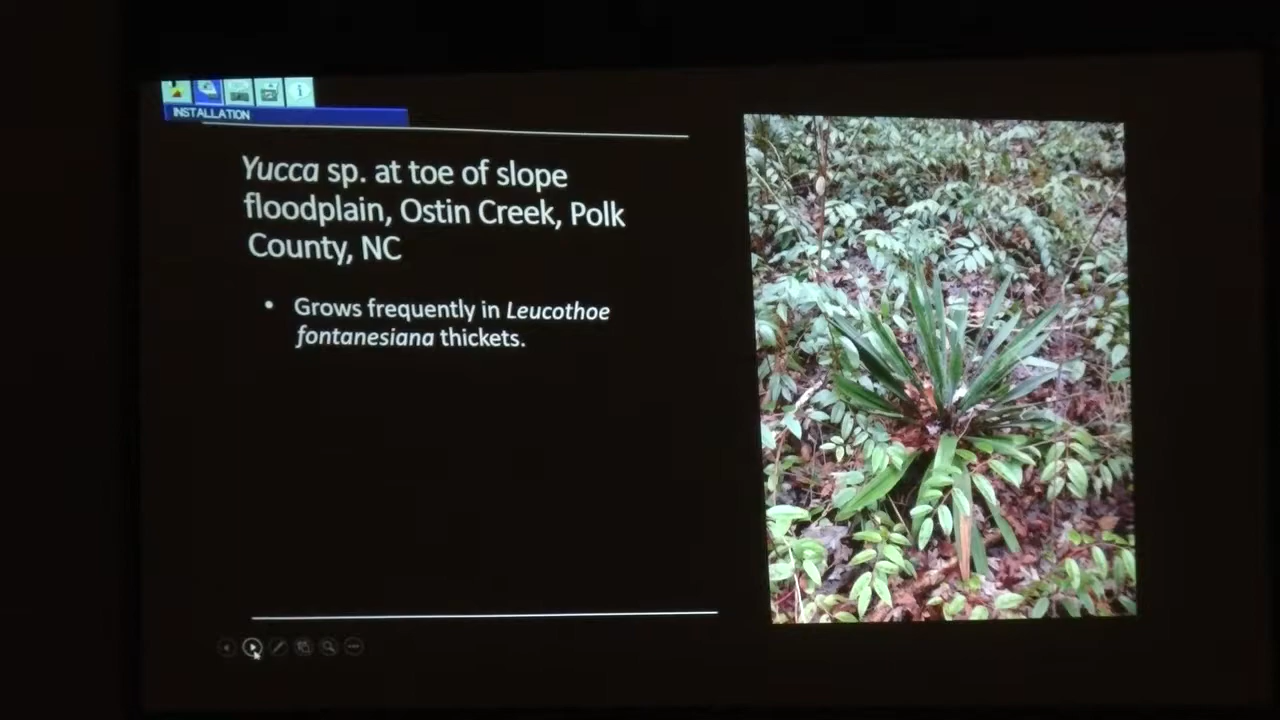 INSTALLATION
Yucca sp. at toe of slope
floodplain, Ostin Creek, Polk
County, NC
• Grows frequently in Leucothoe
fontanesiana thickets.